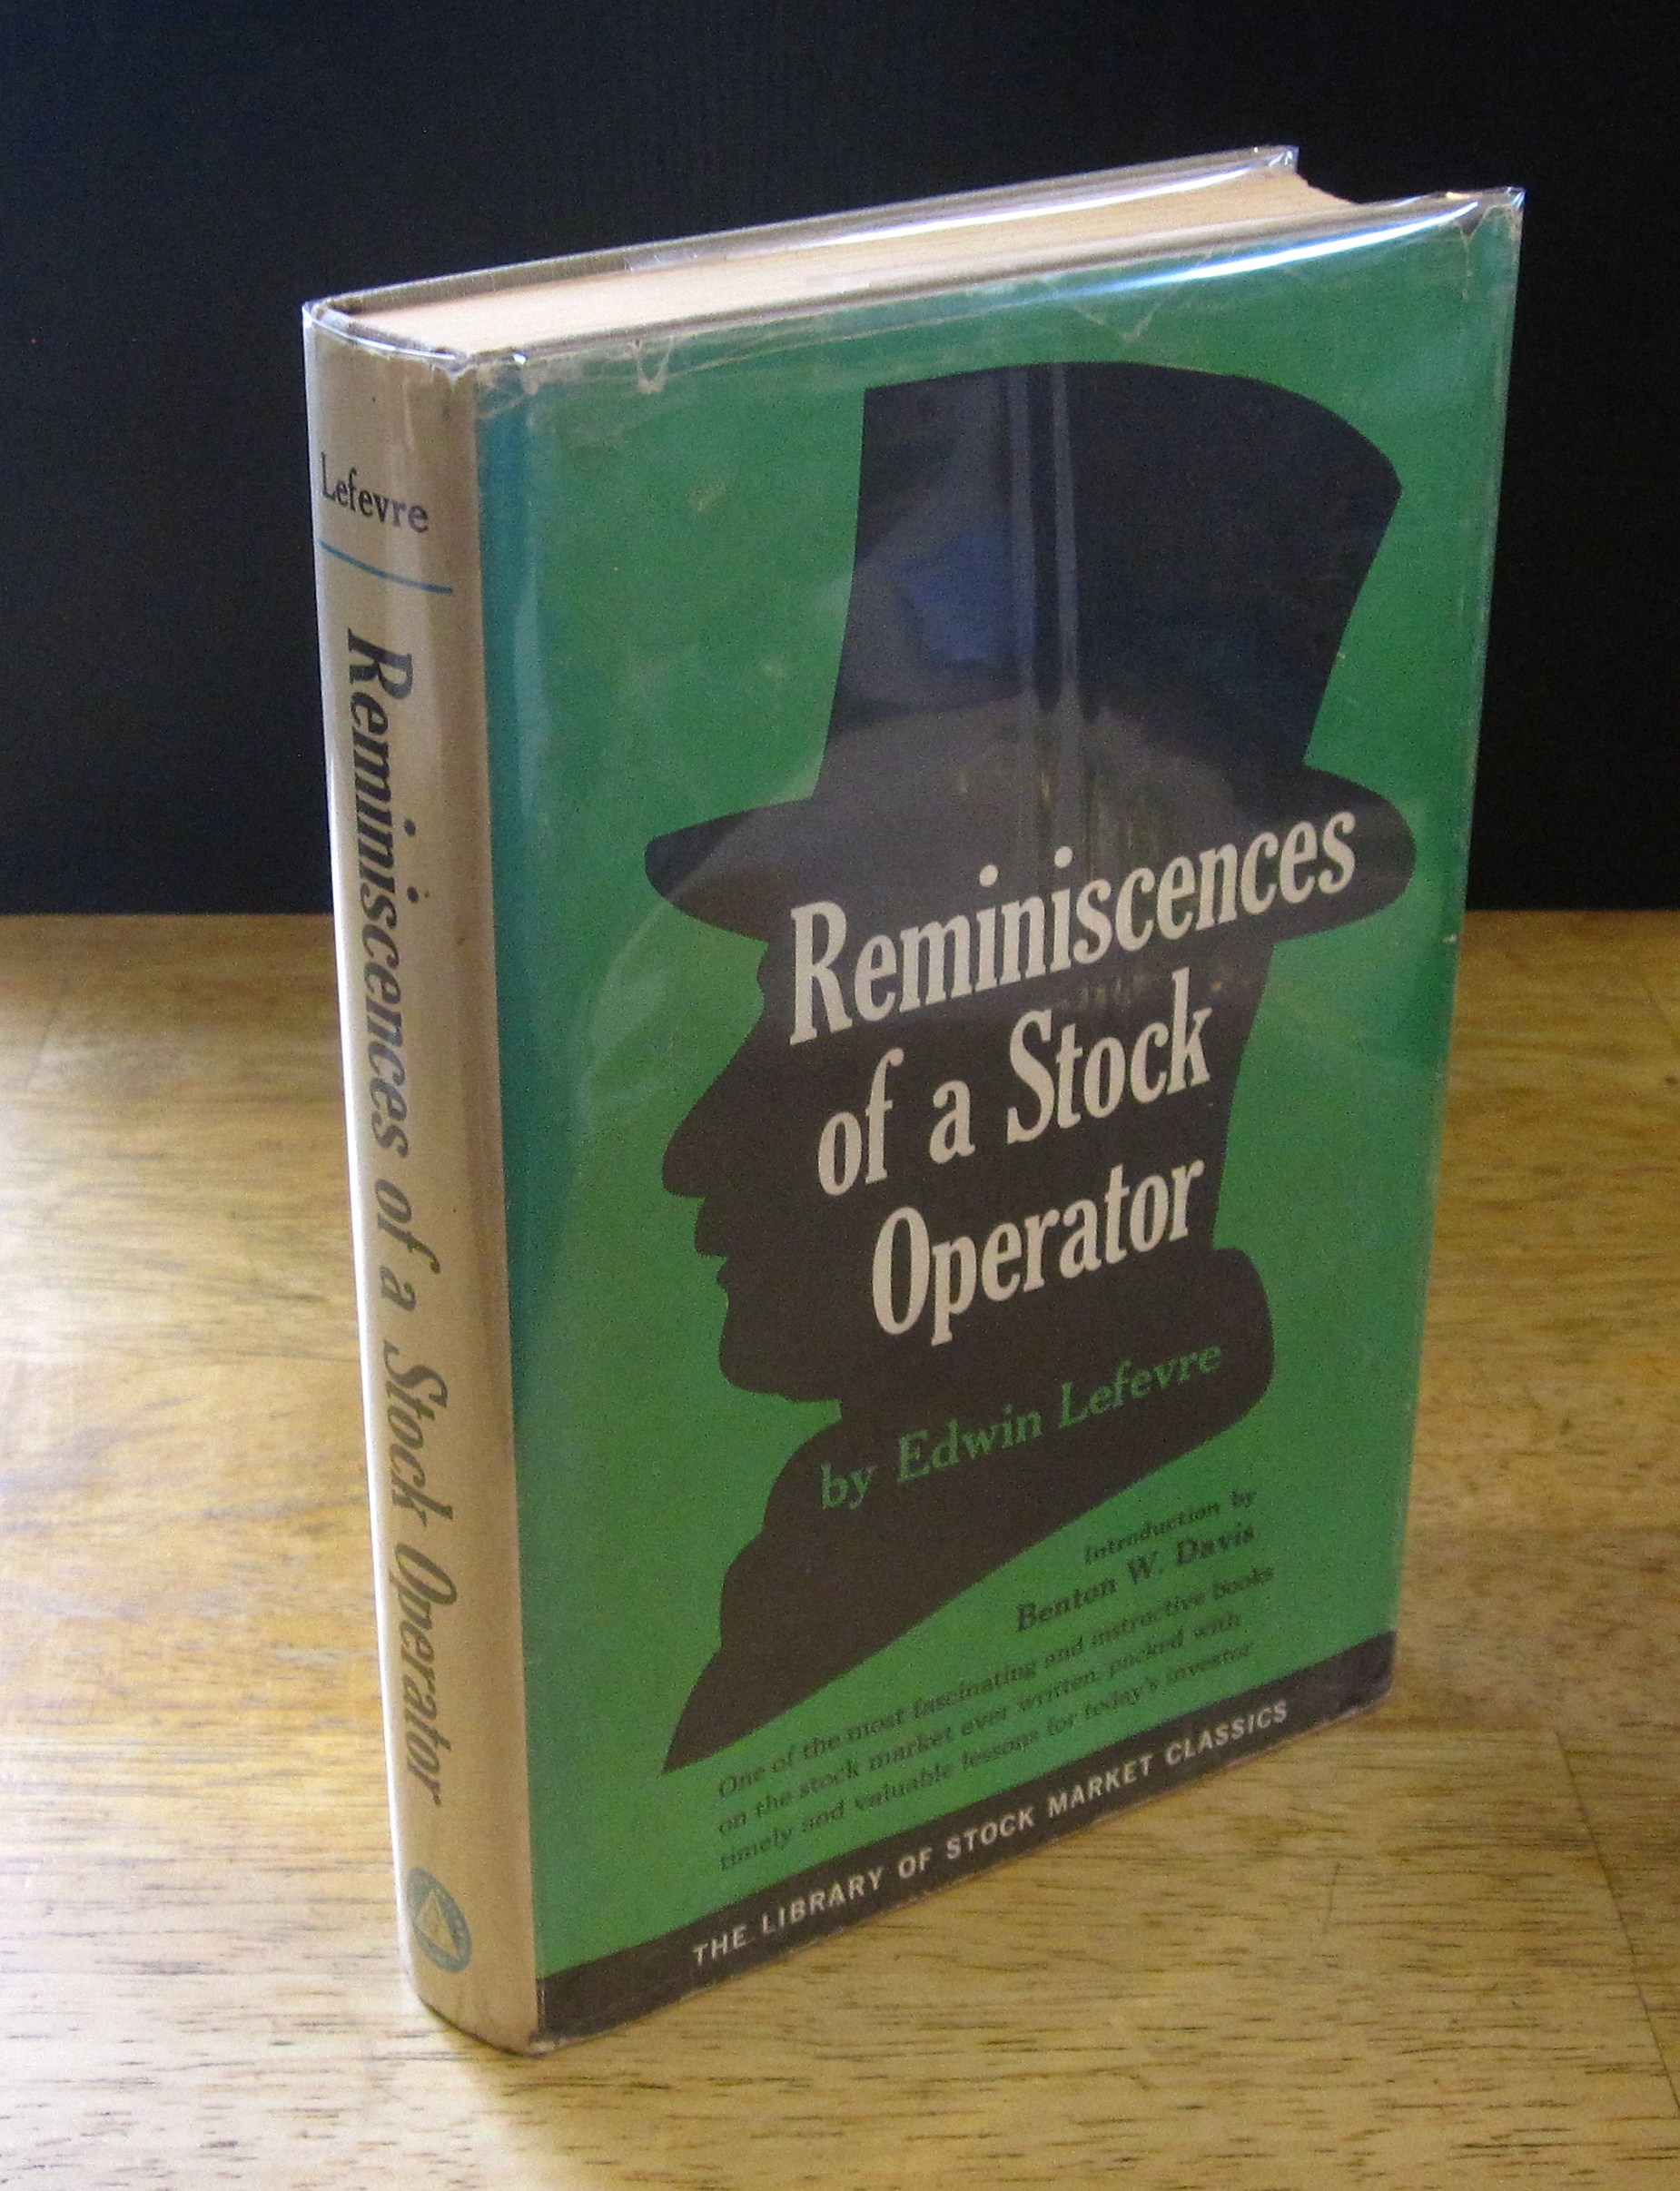 Lefevre
Reminiscences of a Stock Operator
Reminiscences
of a Stock
Operator
by Edwin Lefevre
Introduction by
Benton W. Davis
One of the most fascinating and instructive books
on the stock market ever written, packed with
timely and valuable lessons for today's investor
THE LIBRARY OF STOCK MARKET CLASSICS